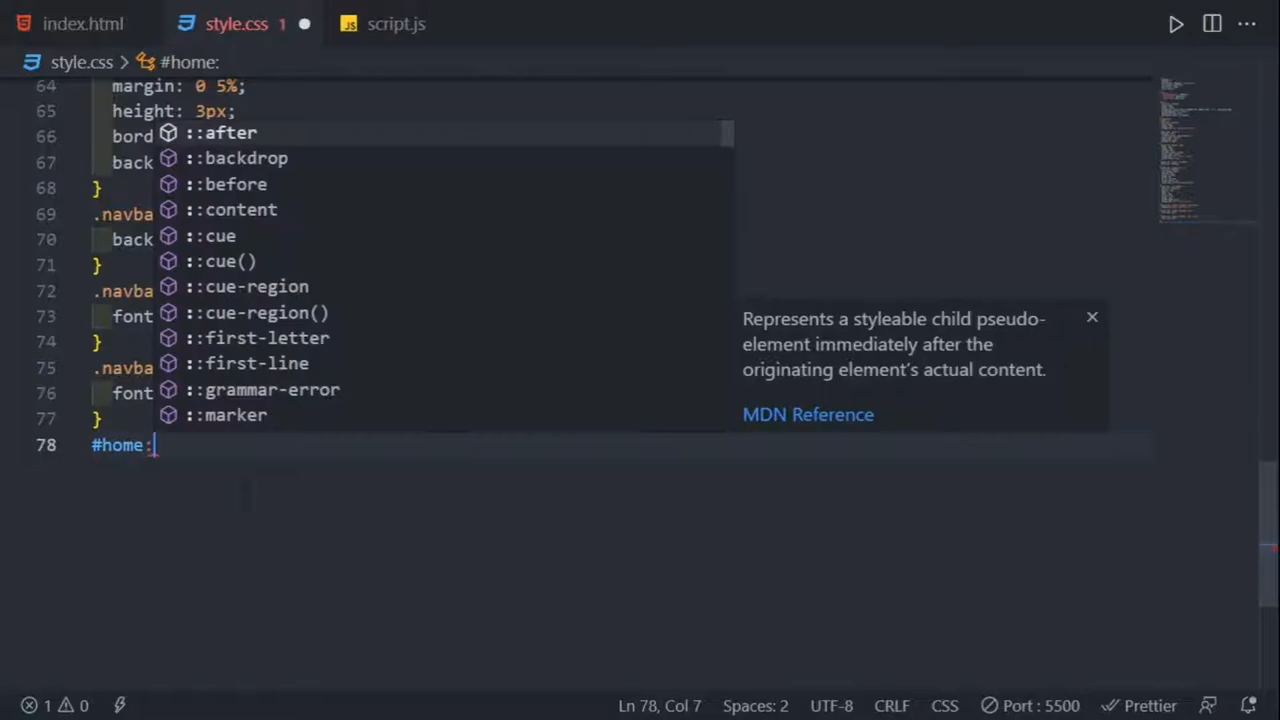 index.html style.css 1 script.js
style.css #home:
64 margin: 0 5%;
65 height: 3px;
66 bord
67 back
68 }
69 .navba
70 back
71 }
72 .navba
73 font
74 }
75 .navba
76 font
77 }
78 #home:
::after
::backdrop
::before
::content
::cue
::cue()
::cue-region
::cue-region()
::first-letter
::first-line
::grammar-error
::marker
Represents a styleable child pseudo-
element immediately after the
originating element's actual content.
MDN Reference
1 0 Ln 78, Col 7 Spaces: 2 UTF-8 CRLF CSS Port : 5500 Prettier